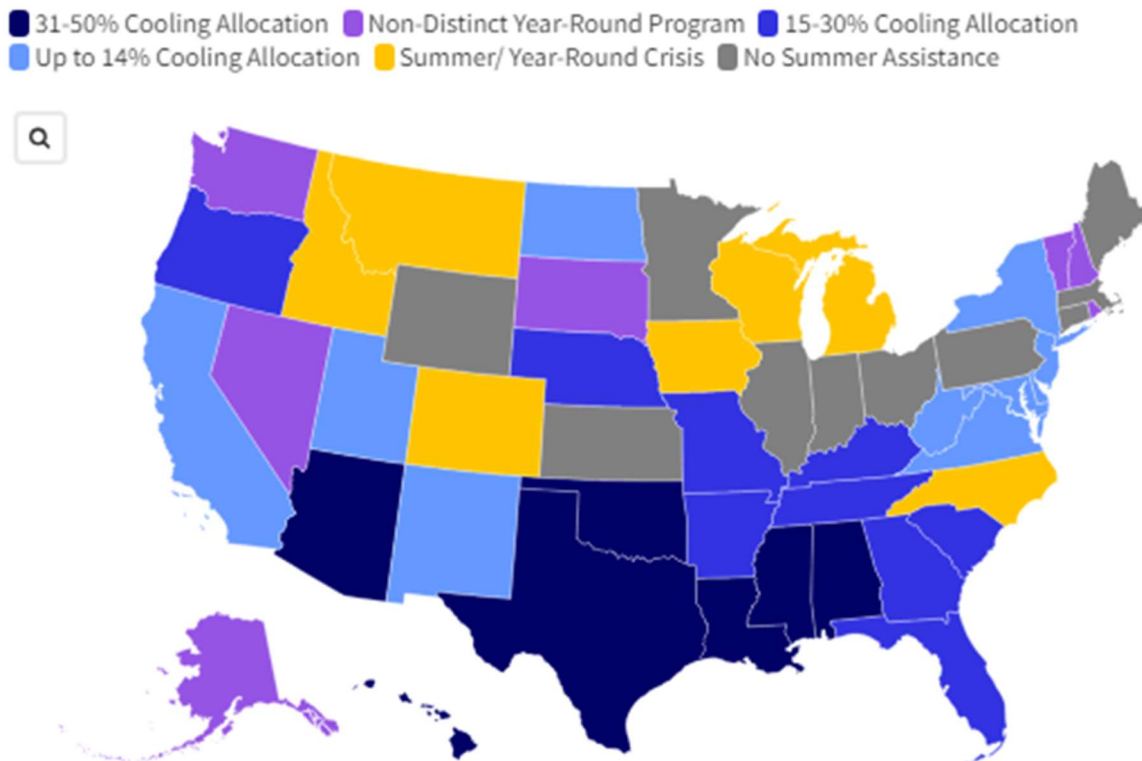 31-50% Cooling Allocation Non-Distinct Year-Round Program 15-30% Cooling Allocation
Up to 14% Cooling Allocation Summer/ Year-Round Crisis No Summer Assistance